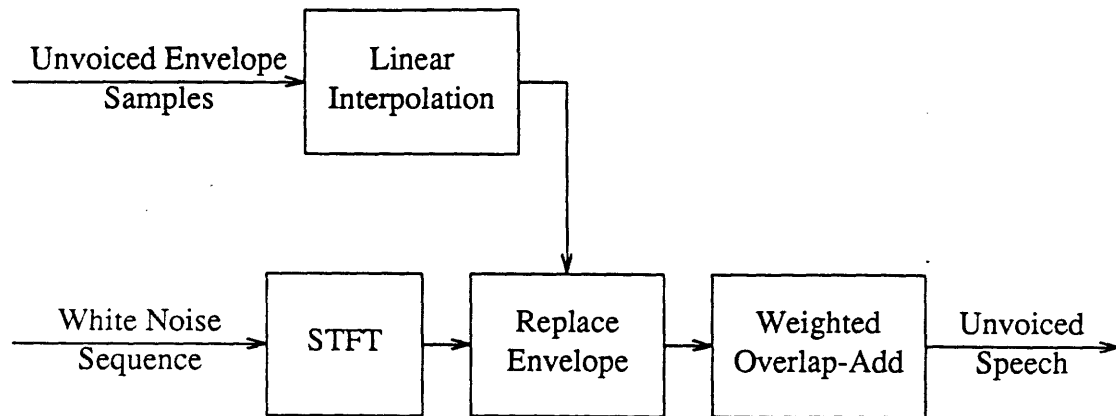 Unvoiced Envelope
Samples
Linear
Interpolation
White Noise
Sequence
STFT
Replace
Envelope
Weighted
Overlap-Add
Unvoiced
Speech